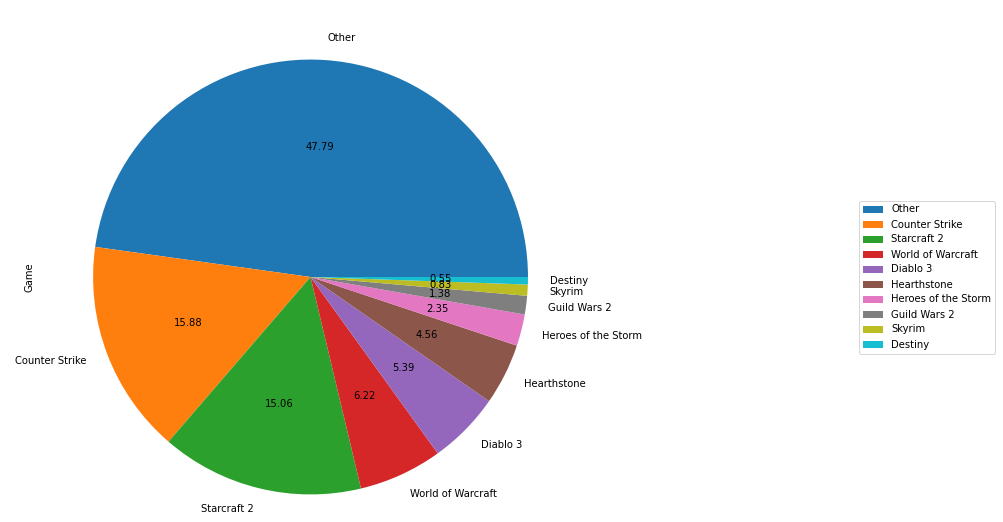 Other
47.79
Game
15.88
Counter Strike
15.06
Starcraft 2
6.22
World of Warcraft
5.39
Diablo 3
4.56
Hearthstone
2.35
Heroes of the Storm
1.38
Guild Wars 2
0.83
Skyrim
0.55
Destiny
Other
Counter Strike
Starcraft 2
World of Warcraft
Diablo 3
Hearthstone
Heroes of the Storm
Guild Wars 2
Skyrim
Destiny